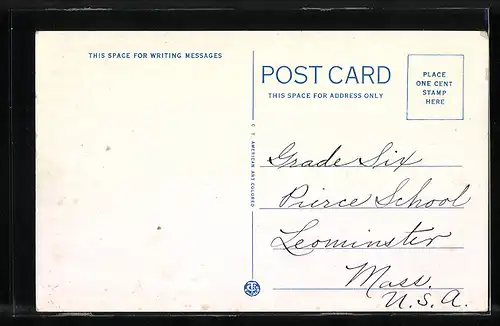 THIS SPACE FOR WRITING MESSAGES
POST CARD
THIS SPACE FOR ADDRESS ONLY
PLACE
ONE CENT
STAMP
HERE
C. T. AMERICAN ART COLORED
Grade Six
Pierce School
Leominster
Mass.
U.S.A.